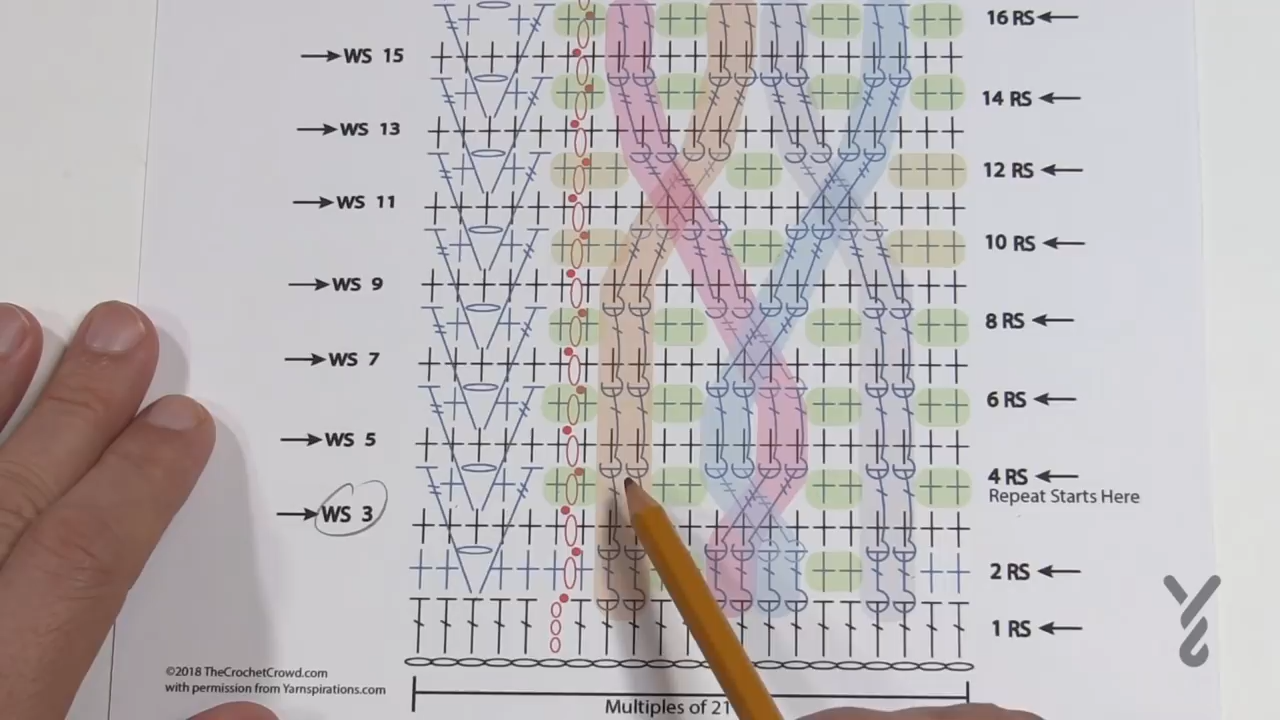 16 RS
WS 15
14 RS
WS 13
12 RS
WS 11
10 RS
WS 9
8 RS
WS 7
6 RS
WS 5
4 RS
Repeat Starts Here
WS 3
2 RS
1 RS
©2018 TheCrochetCrowd.com
with permission from Yarnspirations.com
Multiples of 21